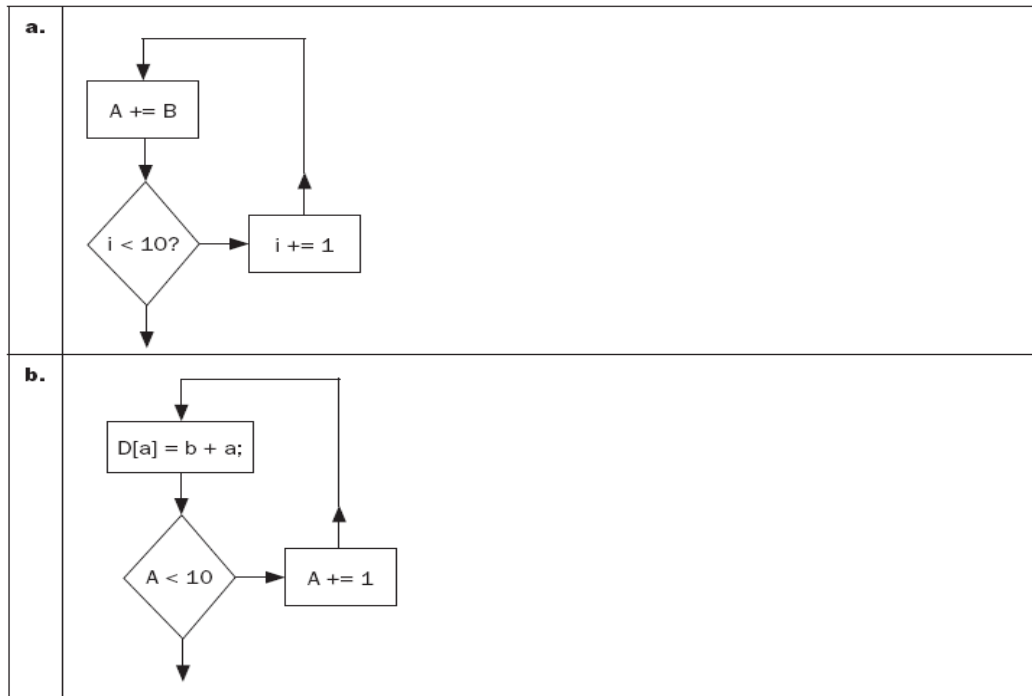 a.
A += B
i < 10?
i += 1
b.
D[a] = b + a;
A < 10
A += 1